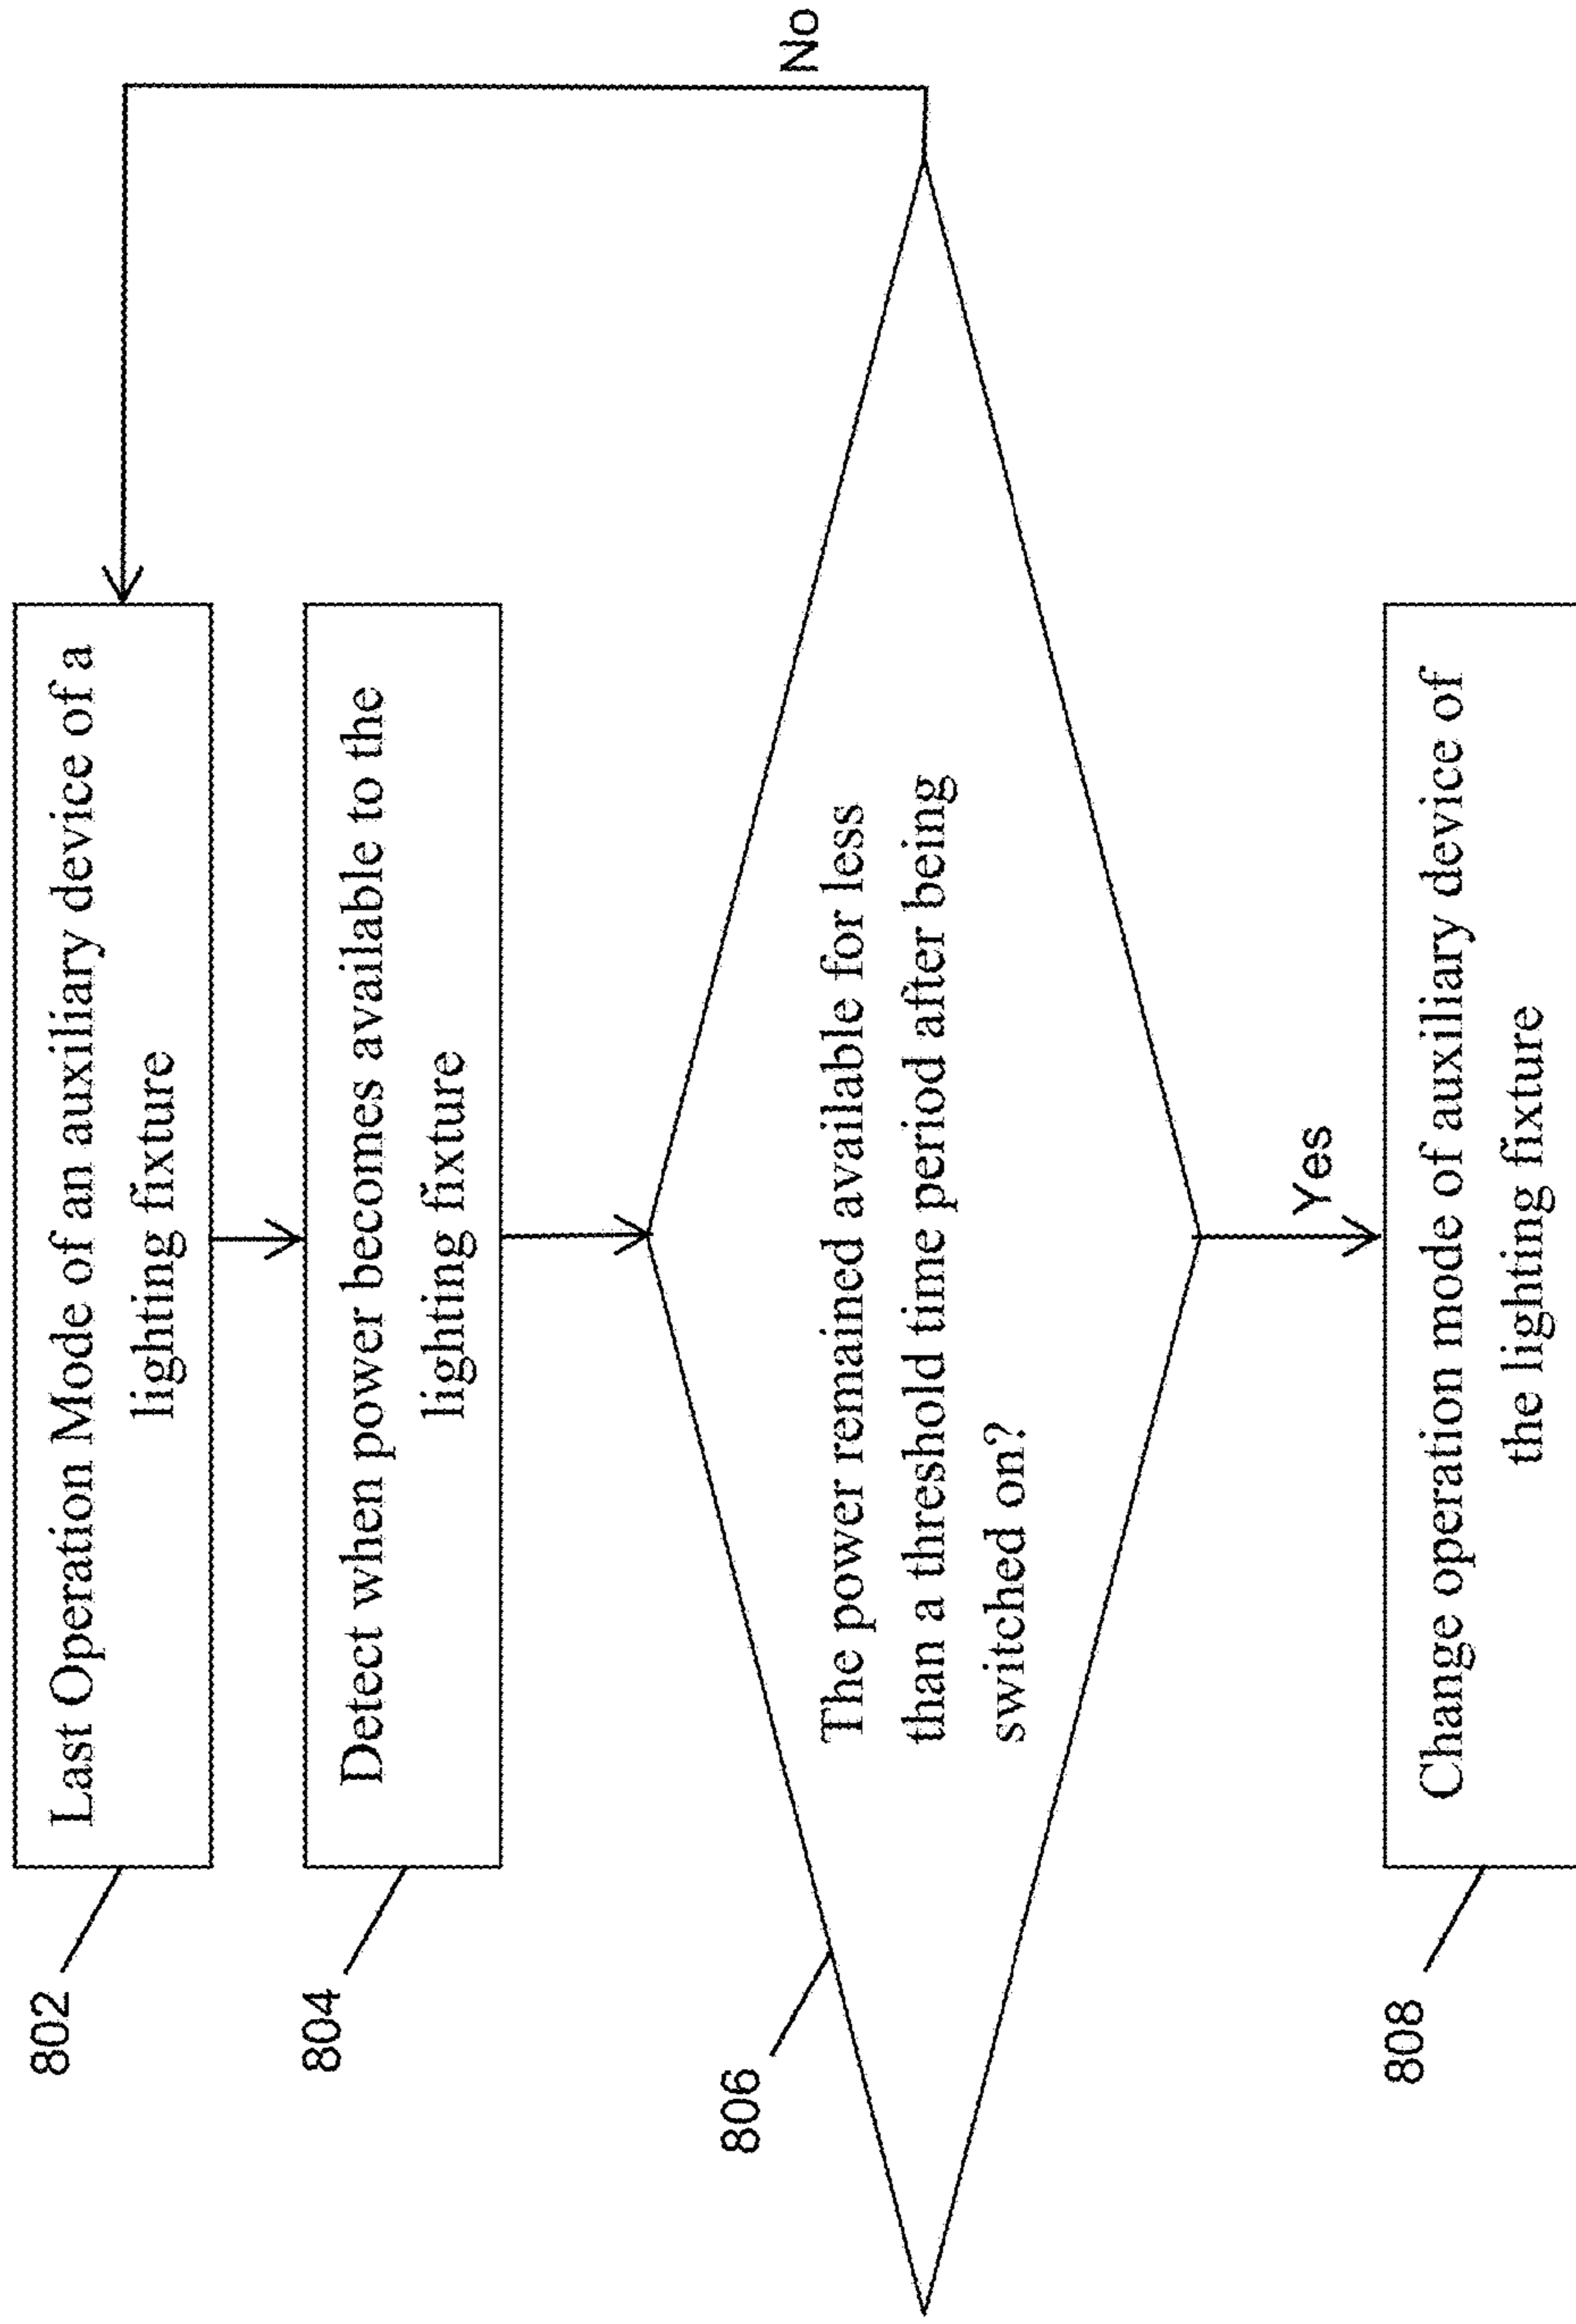 802
Last Operation Mode of an auxiliary device of a
lighting fixture
804
Detect when power becomes available to the
lighting fixture
806
The power remained available for less
than a threshold time period after being
switched on?
No
Yes
808
Change operation mode of auxiliary device of
the lighting fixture